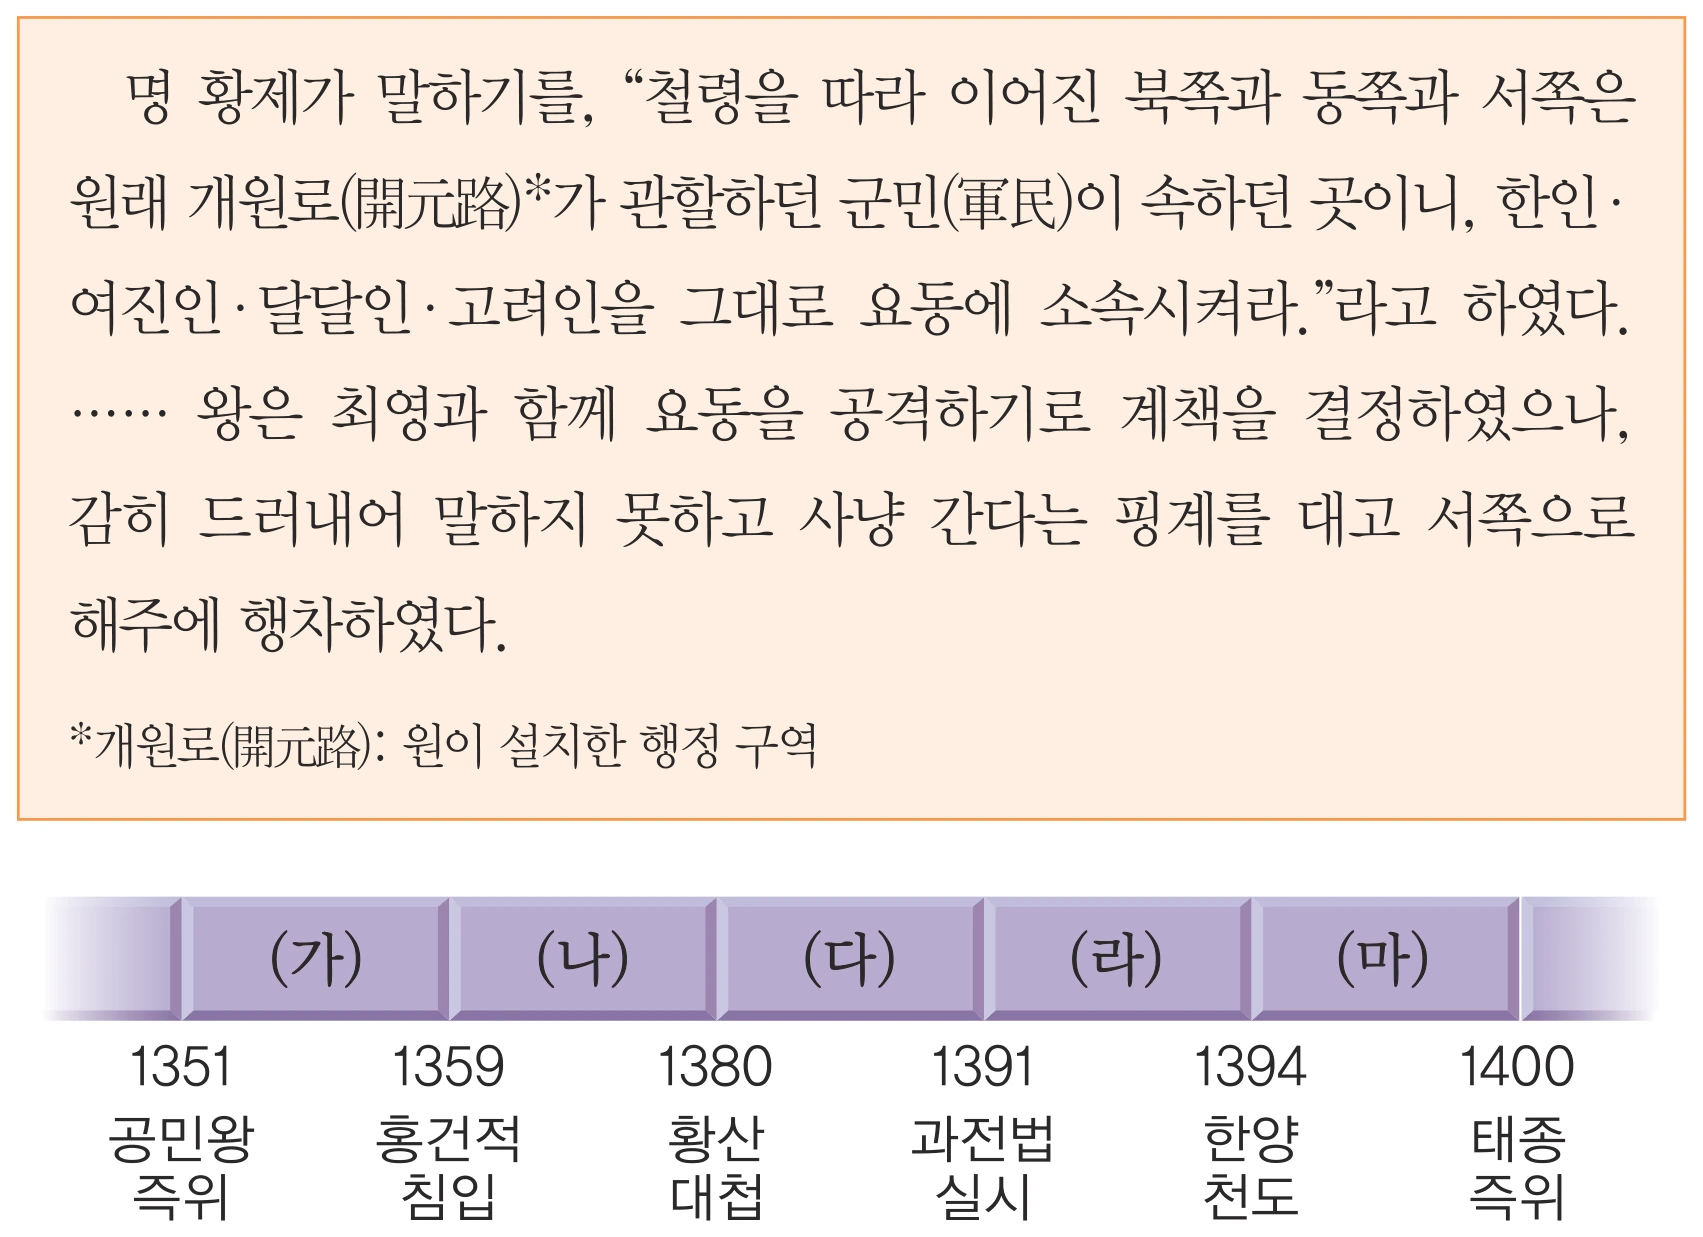 명 황제가 말하기를, “철령을 따라 이어진 북쪽과 동쪽과 서쪽은
원래 개원로(開元路)*가 관할하던 군민(軍民)이 속하던 곳이니, 한인·
여진인·달달인·고려인을 그대로 요동에 소속시켜라.”라고 하였다.
…… 왕은 최영과 함께 요동을 공격하기로 계책을 결정하였으나,
감히 드러내어 말하지 못하고 사냥 간다는 핑계를 대고 서쪽으로
해주에 행차하였다.
*개원로(開元路): 원이 설치한 행정 구역
(가) (나) (다) (라) (마)
1351 1359 1380 1391 1394 1400
공민왕 홍건적 황산 과전법 한양 태종
즉위 침입 대첩 실시 천도 즉위